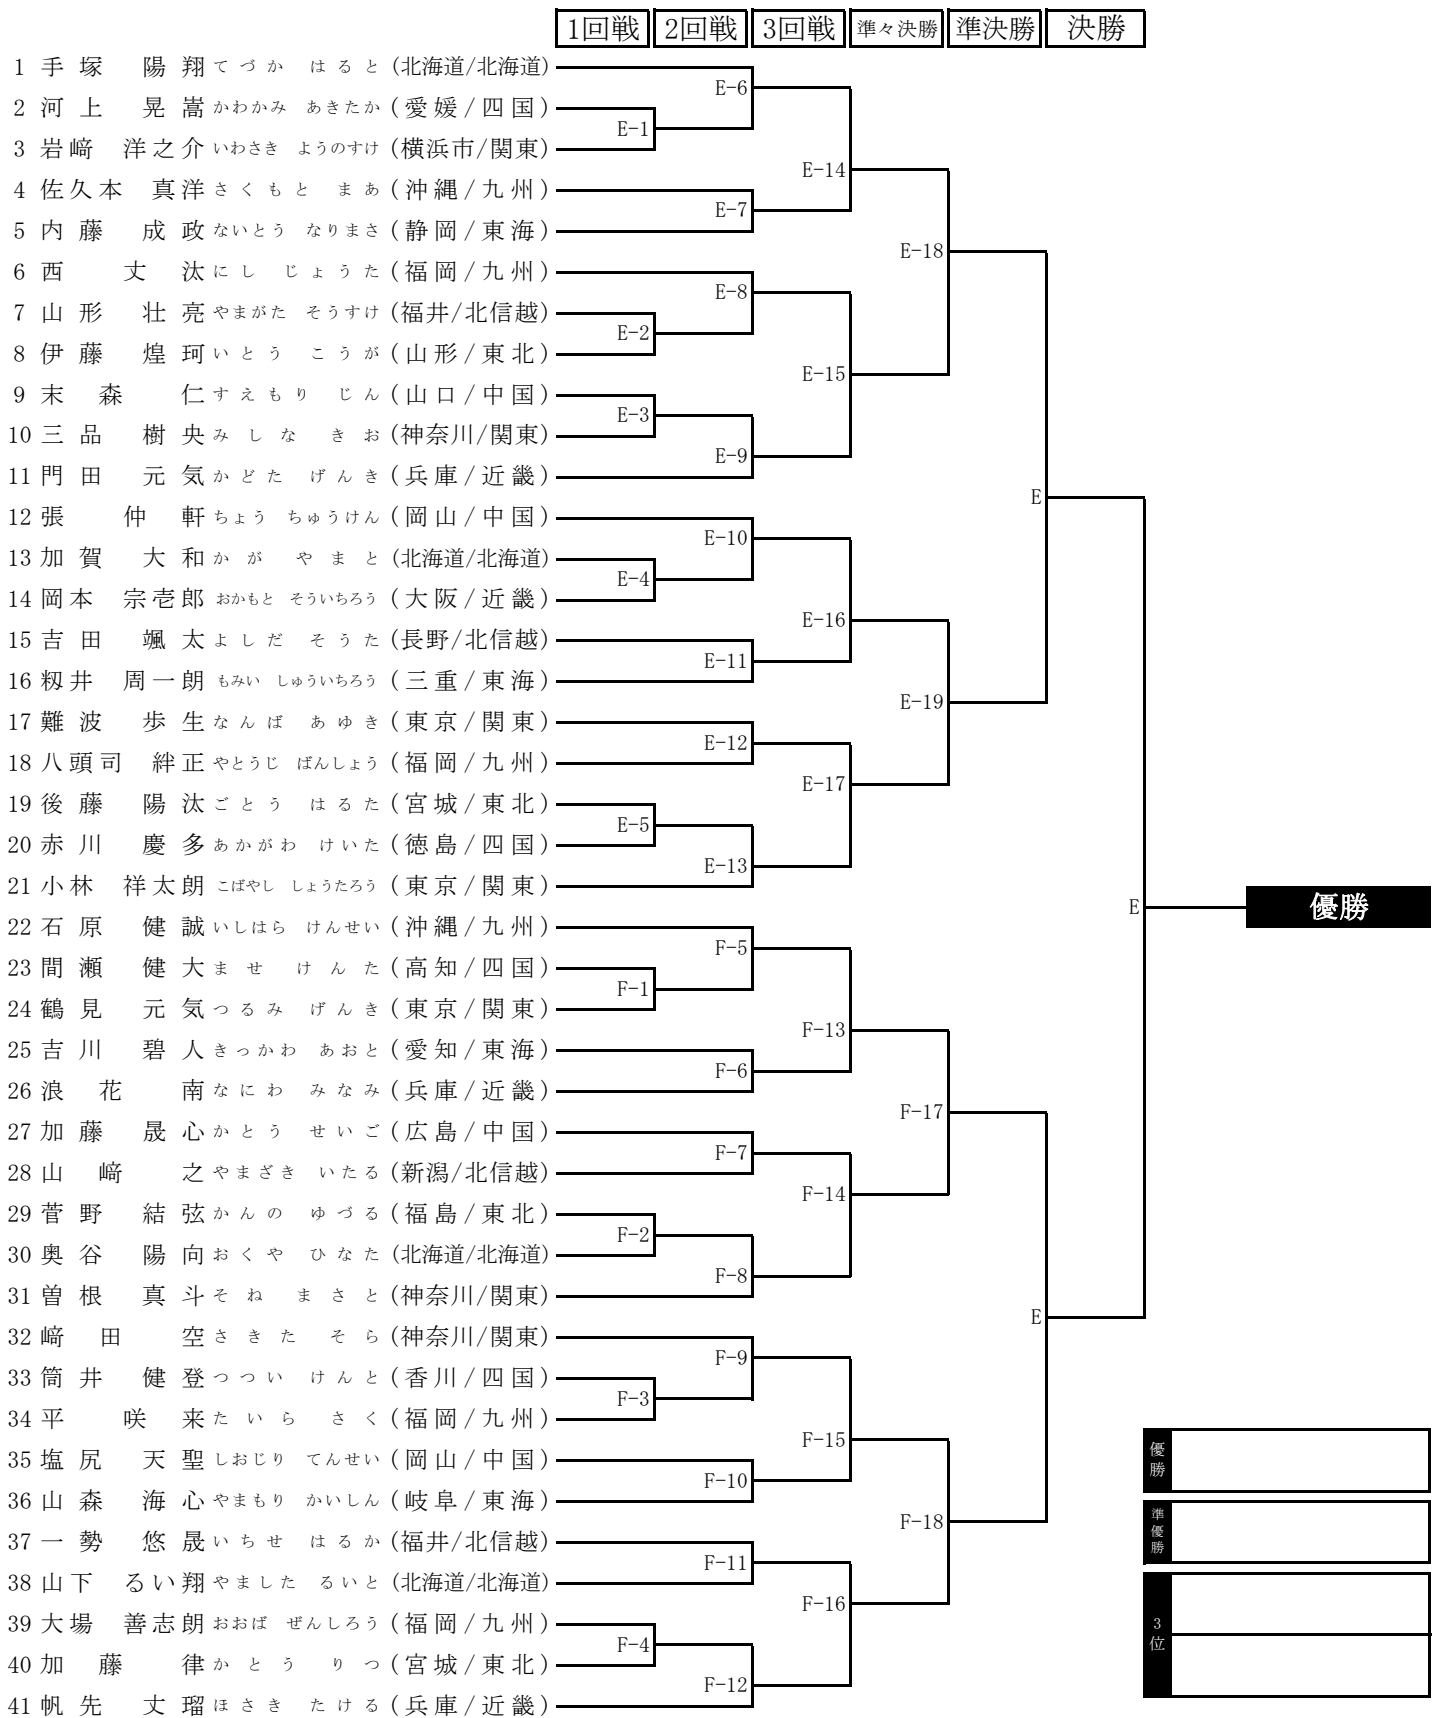 1回戦 2回戦 3回戦 準々決勝 準決勝 決勝
1 手塚 陽翔 てづか はると (北海道/北海道)
E-6
2 河上 晃嵩 かわかみ あきたか (愛媛/四国)
E-1
3 岩﨑 洋之介 いわさき ようのすけ (横浜市/関東)
E-14
4 佐久本 真洋 さくもと まあ (沖縄/九州)
E-7
5 内藤 成政 ないとう なりまさ (静岡/東海)
E-18
6 西 丈汰 にし じょうた (福岡/九州)
E-8
7 山形 壮亮 やまがた そうすけ (福井/北信越)
E-2
8 伊藤 煌珂 いとう こうが (山形/東北)
E-15
9 末森 仁 すえもり じん (山口/中国)
E-3
10 三品 樹央 みしな きお (神奈川/関東)
E-9
11 門田 元気 かどた げんき (兵庫/近畿)
E
12 張 仲軒 ちょう ちゅうけん (岡山/中国)
E-10
13 加賀 大和 かが やまと (北海道/北海道)
E-4
14 岡本 宗壱郎 おかもと そういちろう (大阪/近畿)
E-16
15 吉田 颯太 よしだ そうた (長野/北信越)
E-11
16 籾井 周一朗 もみい しゅういちろう (三重/東海)
E-19
17 難波 歩生 なんば あゆき (東京/関東)
E-12
18 八頭司 絆正 やとうじ ばんしょう (福岡/九州)
E-17
19 後藤 陽汰 ごとう はるた (宮城/東北)
E-5
20 赤川 慶多 あかがわ けいた (徳島/四国)
E-13
21 小林 祥太朗 こばやし しょうたろう (東京/関東)
E 優勝
22 石原 健誠 いしはら けんせい (沖縄/九州)
F-5
23 間瀬 健大 ませ けんた (高知/四国)
F-1
24 鶴見 元気 つるみ げんき (東京/関東)
F-13
25 吉川 碧人 きっかわ あおと (愛知/東海)
F-6
26 浪花 南 なにわ みなみ (兵庫/近畿)
F-17
27 加藤 晟心 かとう せいご (広島/中国)
F-7
28 山﨑 之 やまざき いたる (新潟/北信越)
F-14
29 菅野 結弦 かんの ゆづる (福島/東北)
F-2
30 奥谷 陽向 おくや ひなた (北海道/北海道)
F-8
31 曽根 真斗 そね まさと (神奈川/関東)
E
32 﨑田 空 さきた そら (神奈川/関東)
F-9
33 筒井 健登 つつい けんと (香川/四国)
F-3
34 平 咲来 たいら さく (福岡/九州)
F-15
35 塩尻 天聖 しおじり てんせい (岡山/中国)
F-10
36 山森 海心 やまもり かいしん (岐阜/東海)
F-18
37 一勢 悠晟 いちせ はるか (福井/北信越)
F-11
38 山下 るい翔 やました るいと (北海道/北海道)
F-16
39 大場 善志朗 おおば ぜんしろう (福岡/九州)
F-4
40 加藤 律 かとう りつ (宮城/東北)
F-12
41 帆先 丈瑠 ほさき たける (兵庫/近畿)
優勝
準優勝
3位